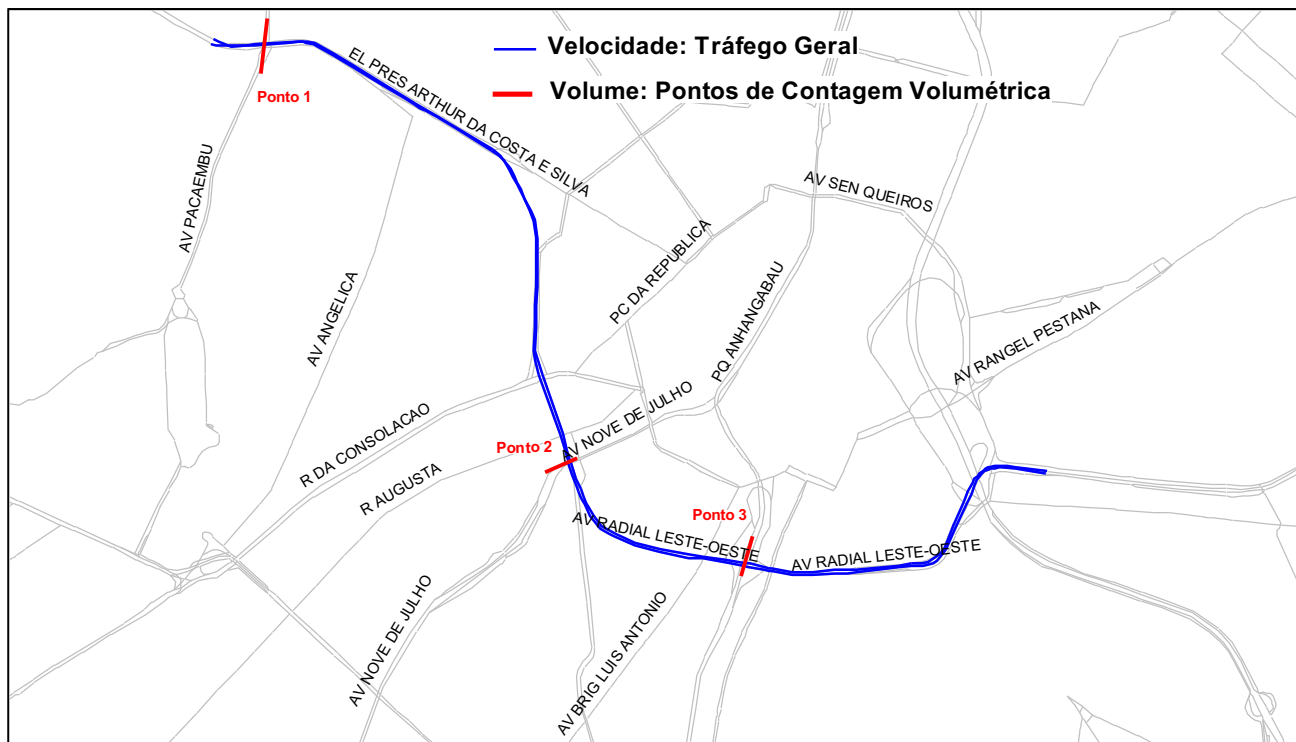 Velocidade: Tráfego Geral
Volume: Pontos de Contagem Volumétrica
Ponto 1
EL PRES ARTHUR DA COSTA E SILVA
AV PACAEMBU
AV SEN QUEIROS
PC DA REPUBLICA
AV ANGELICA
PQ ANHANGABAU
AV RANGEL PESTANA
R DA CONSOLACAO
AV NOVE DE JULHO
Ponto 2
R AUGUSTA
AV RADIAL LESTE-OESTE
Ponto 3
AV RADIAL LESTE-OESTE
AV NOVE DE JULHO
AV BRIG LUIS ANTONIO